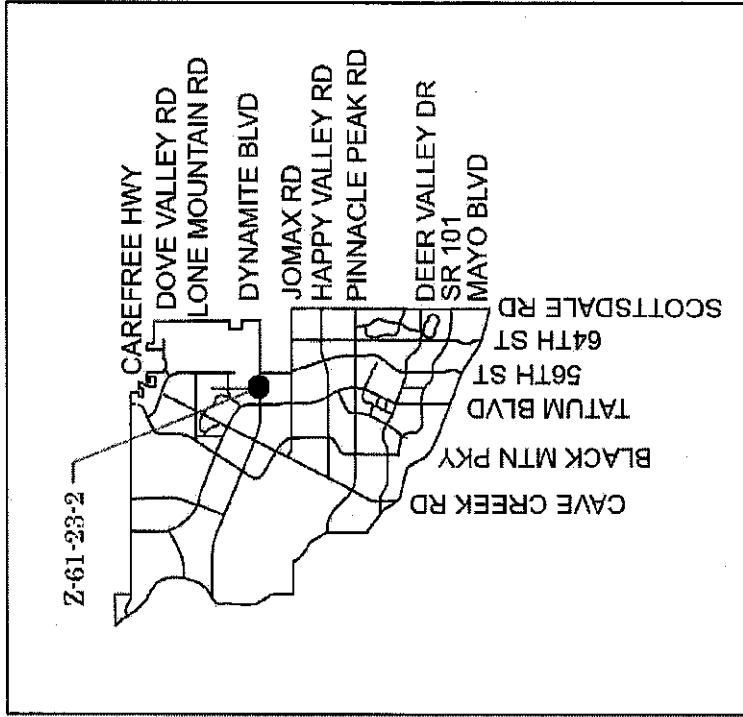 Z-61-23-2
CAREFREE HWY
DOVE VALLEY RD
LONE MOUNTAIN RD
DYNAMITE BLVD
JOMAX RD
HAPPY VALLEY RD
PINNACLE PEAK RD
DEER VALLEY DR
SR 101
MAYO BLVD
SCOTTSDALE RD
64TH ST
56TH ST
TATUM BLVD
BLACK MTN PKY
CAVE CREEK RD